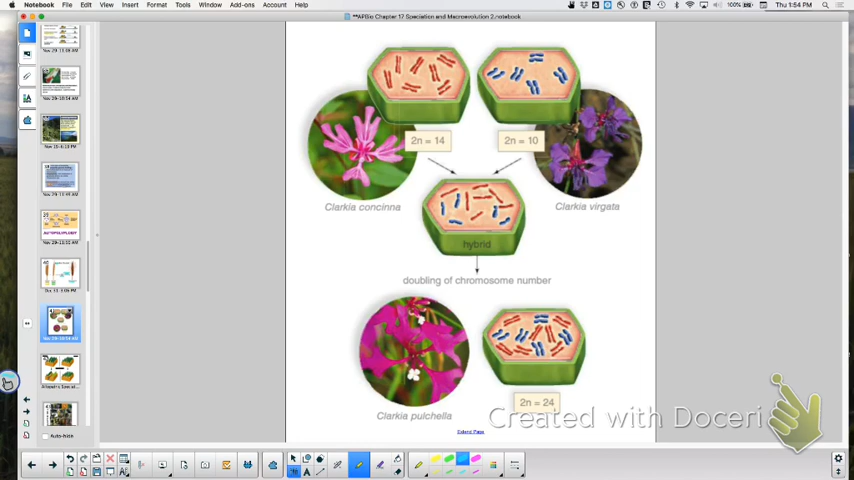 Notebook File Edit View Insert Format Tools Window Add-ons Account Help
100%
Thu 1:54 PM
**APBio Chapter 17 Speciation and Macroevolution 2.notebook
2n = 14
2n = 10
Clarkia concinna
Clarkia virgata
hybrid
doubling of chromosome number
Clarkia pulchella
2n = 24
Created with Doceri
Extend Page
AUTOPOLYPLOIDY
Auto-hide